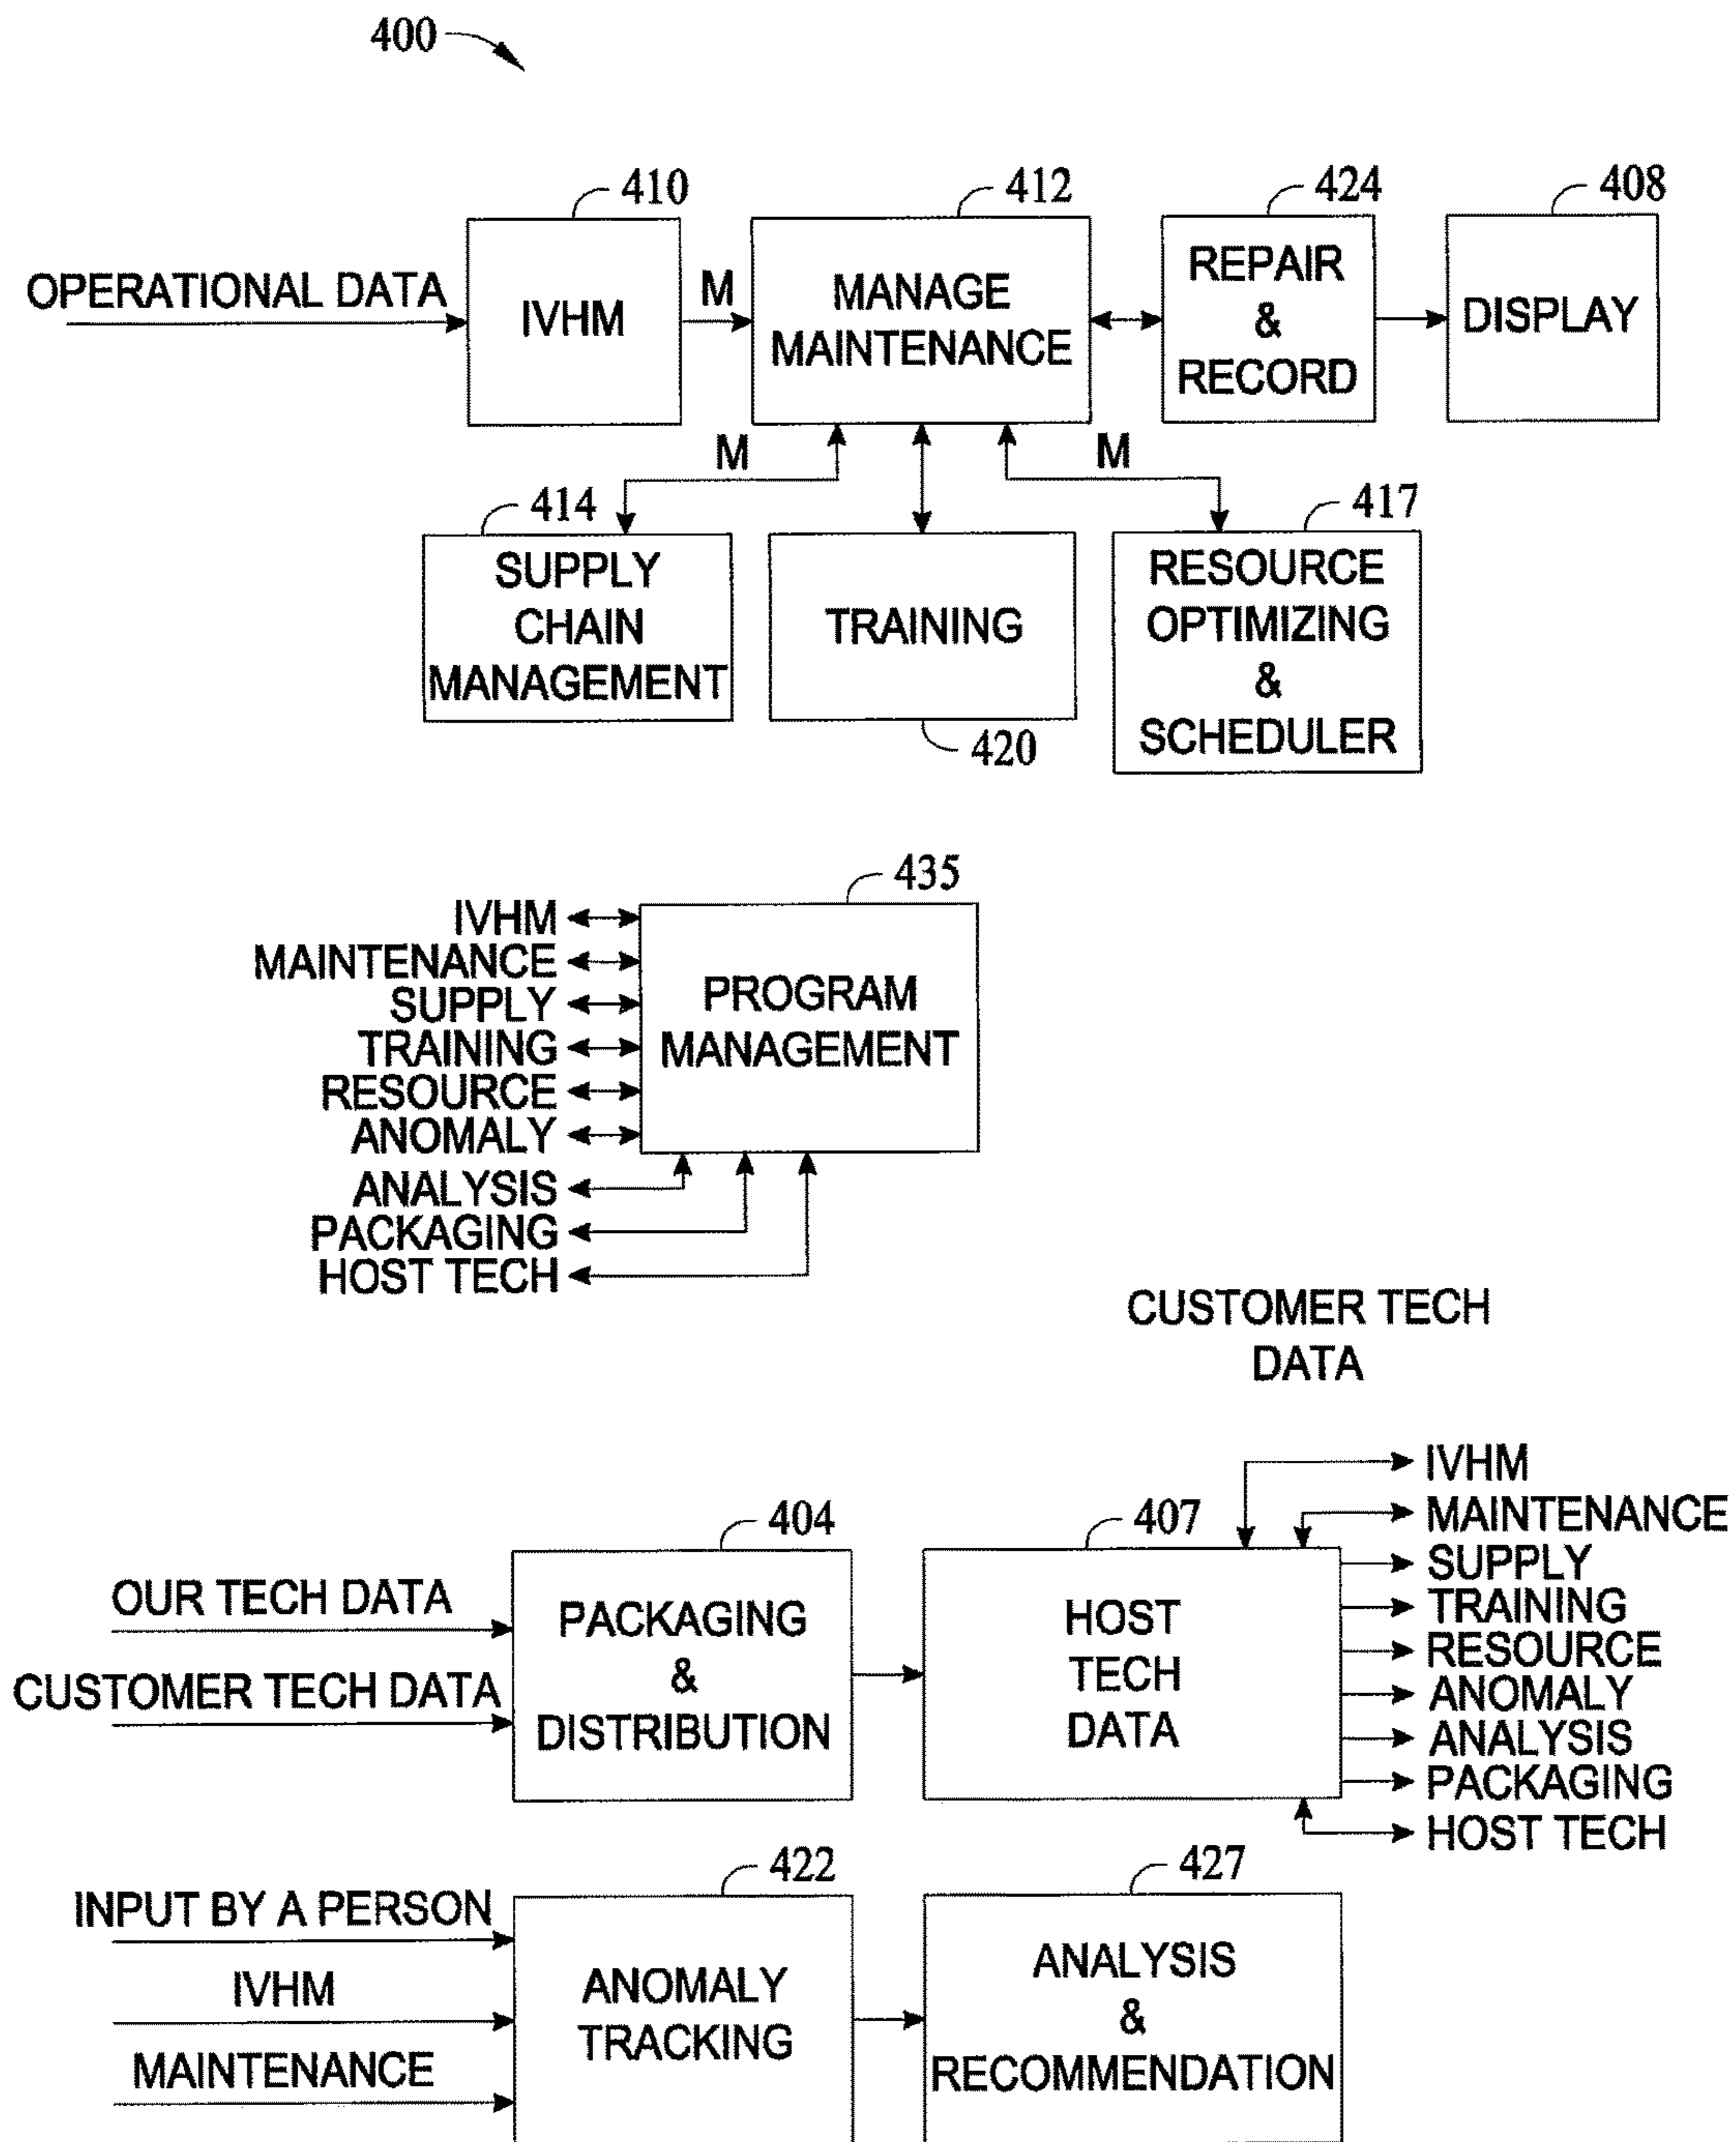 400
410
412
424
408
OPERATIONAL DATA
IVHM
M
MANAGE
MAINTENANCE
REPAIR
&
RECORD
DISPLAY
M
M
414
417
SUPPLY
CHAIN
MANAGEMENT
TRAINING
420
RESOURCE
OPTIMIZING
&
SCHEDULER
435
IVHM
MAINTENANCE
SUPPLY
TRAINING
RESOURCE
ANOMALY
ANALYSIS
PACKAGING
HOST TECH
PROGRAM
MANAGEMENT
CUSTOMER TECH
DATA
404
407
OUR TECH DATA
CUSTOMER TECH DATA
PACKAGING
&
DISTRIBUTION
HOST
TECH
DATA
IVHM
MAINTENANCE
SUPPLY
TRAINING
RESOURCE
ANOMALY
ANALYSIS
PACKAGING
HOST TECH
422
427
INPUT BY A PERSON
IVHM
MAINTENANCE
ANOMALY
TRACKING
ANALYSIS
&
RECOMMENDATION